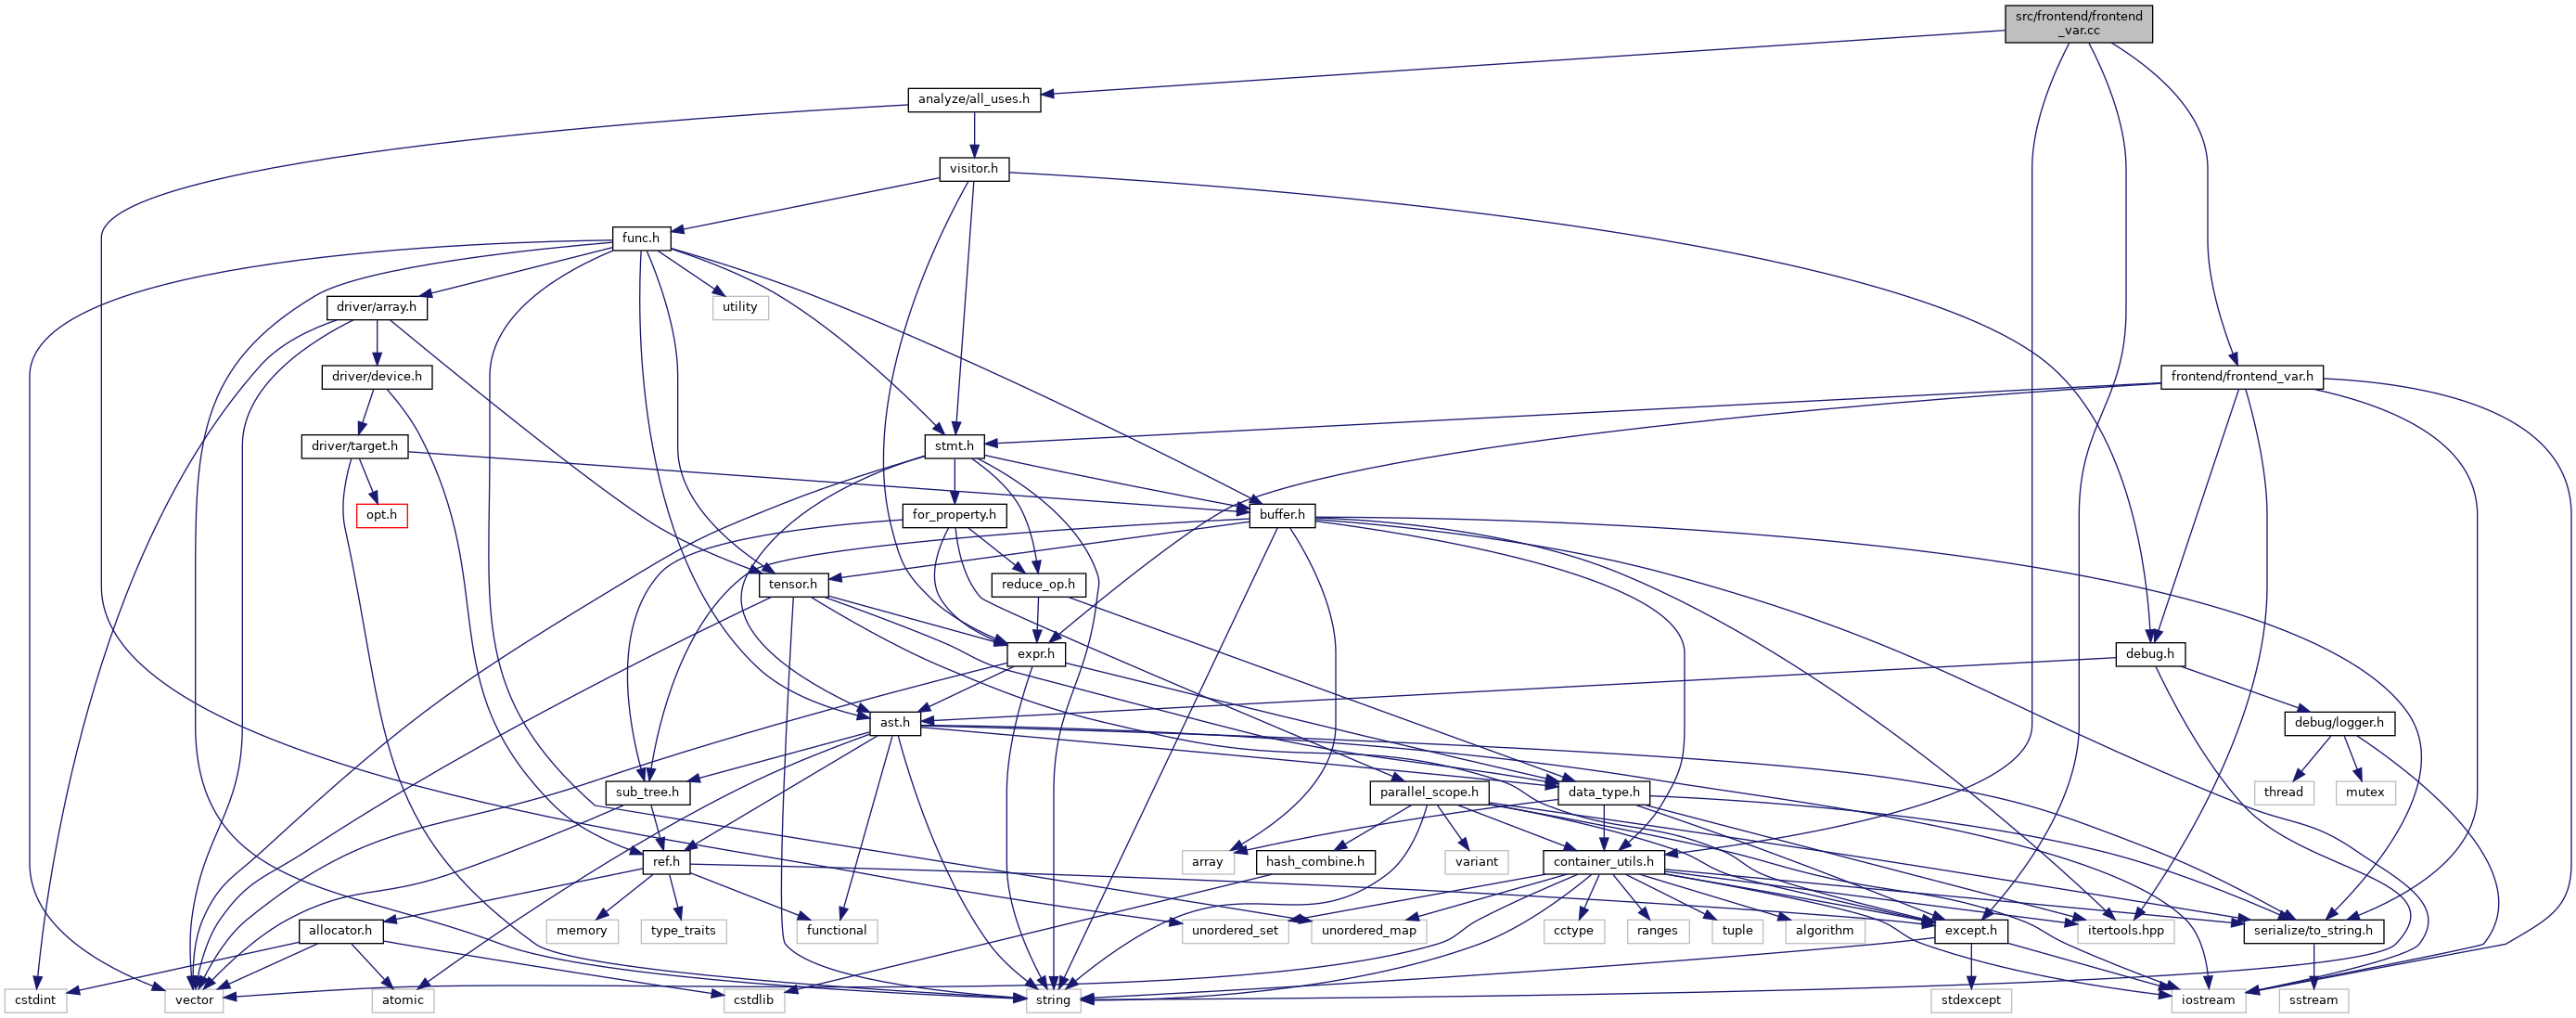 src/frontend/frontend
_var.cc
analyze/all_uses.h
visitor.h
func.h
driver/array.h
utility
driver/device.h
frontend/frontend_var.h
driver/target.h
stmt.h
opt.h
for_property.h
buffer.h
tensor.h
reduce_op.h
expr.h
debug.h
ast.h
debug/logger.h
sub_tree.h
parallel_scope.h
data_type.h
thread
mutex
ref.h
array
hash_combine.h
variant
container_utils.h
allocator.h
memory
type_traits
functional
unordered_set
unordered_map
cctype
ranges
tuple
algorithm
except.h
itertools.hpp
serialize/to_string.h
cstdint
vector
atomic
cstdlib
string
stdexcept
iostream
sstream